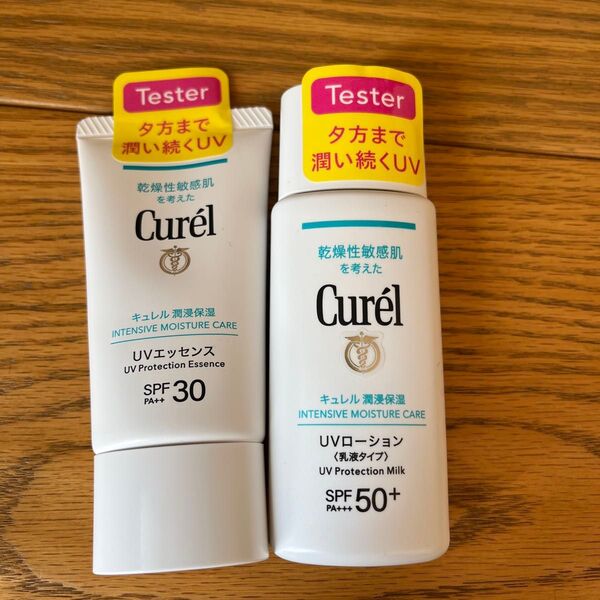 Tester
夕方まで
潤い続くUV
乾燥性敏感肌
を考えた
Curél
キュレル 潤浸保湿
INTENSIVE MOISTURE CARE
UVエッセンス
UV Protection Essence
SPF 30
PA++
Tester
夕方まで
潤い続くUV
乾燥性敏感肌
を考えた
Curél
キュレル 潤浸保湿
INTENSIVE MOISTURE CARE
UVローション
〈乳液タイプ〉
UV Protection Milk
SPF 50+
PA+++